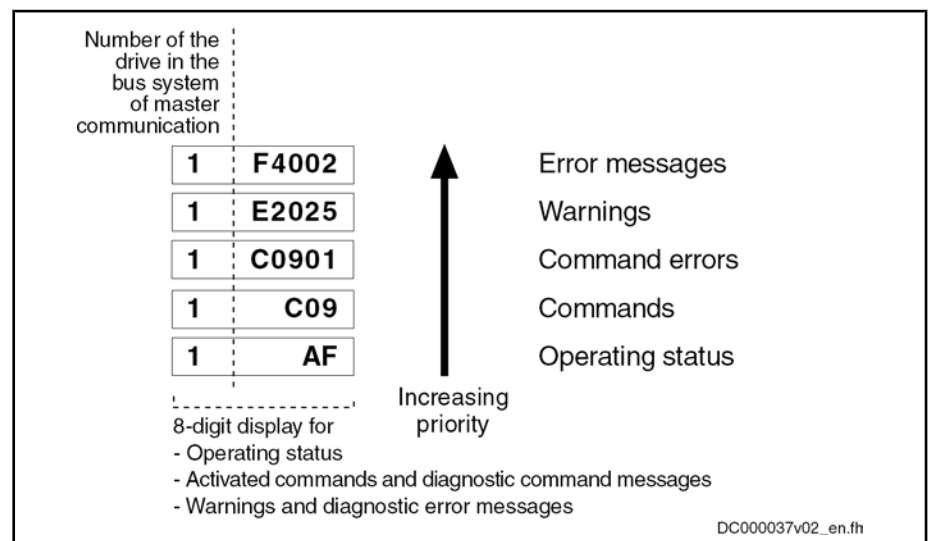 Number of the
drive in the
bus system
of master
communication
1 F4002 Error messages
1 E2025 Warnings
1 C0901 Command errors
1 C09 Commands
1 AF Operating status
Increasing
priority
8-digit display for
- Operating status
- Activated commands and diagnostic command messages
- Warnings and diagnostic error messages
DC000037v02_en.fh